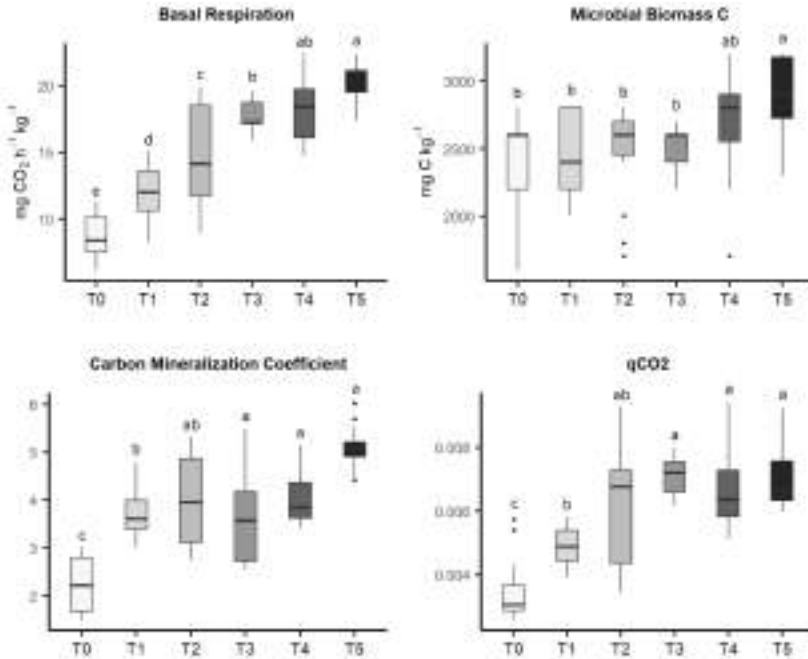 Basal Respiration
mg CO₂ h⁻¹ kg⁻¹
20
15
10
e
d
c
b
ab
a
T0 T1 T2 T3 T4 T5
Microbial Biomass C
mg C kg⁻¹
3000
2500
2000
b
b
b
b
ab
a
T0 T1 T2 T3 T4 T5
Carbon Mineralization Coefficient
6
5
4
3
2
c
b
ab
a
a
a
T0 T1 T2 T3 T4 T5
qCO2
0.008
0.006
0.004
c
b
ab
a
a
a
T0 T1 T2 T3 T4 T5